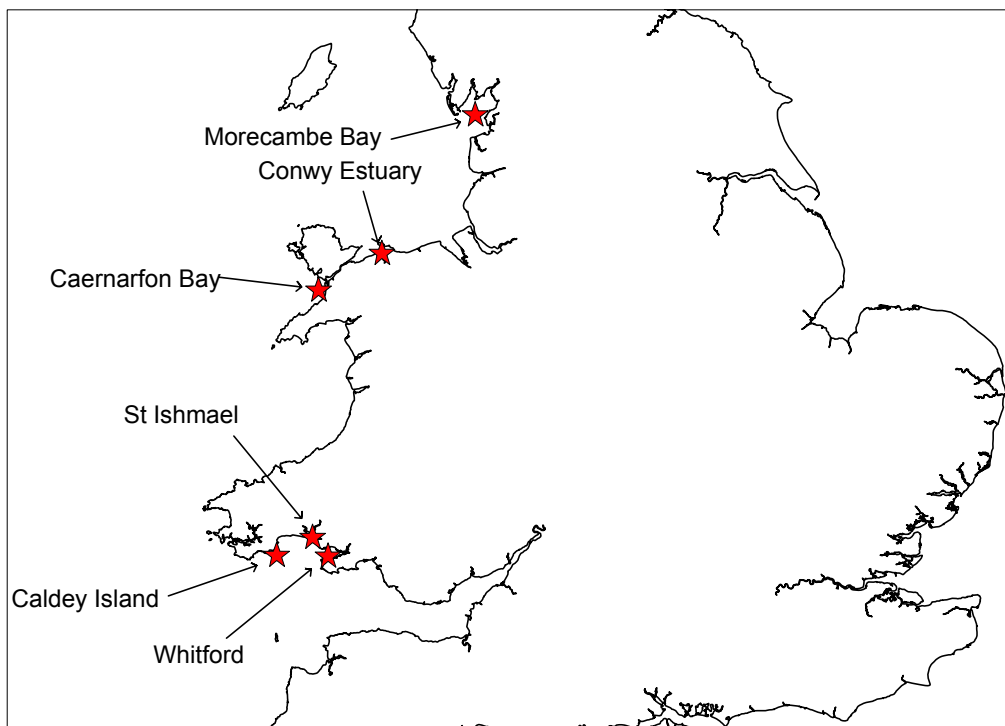 Morecambe Bay
Conwy Estuary
Caernarfon Bay
St Ishmael
Caldey Island
Whitford